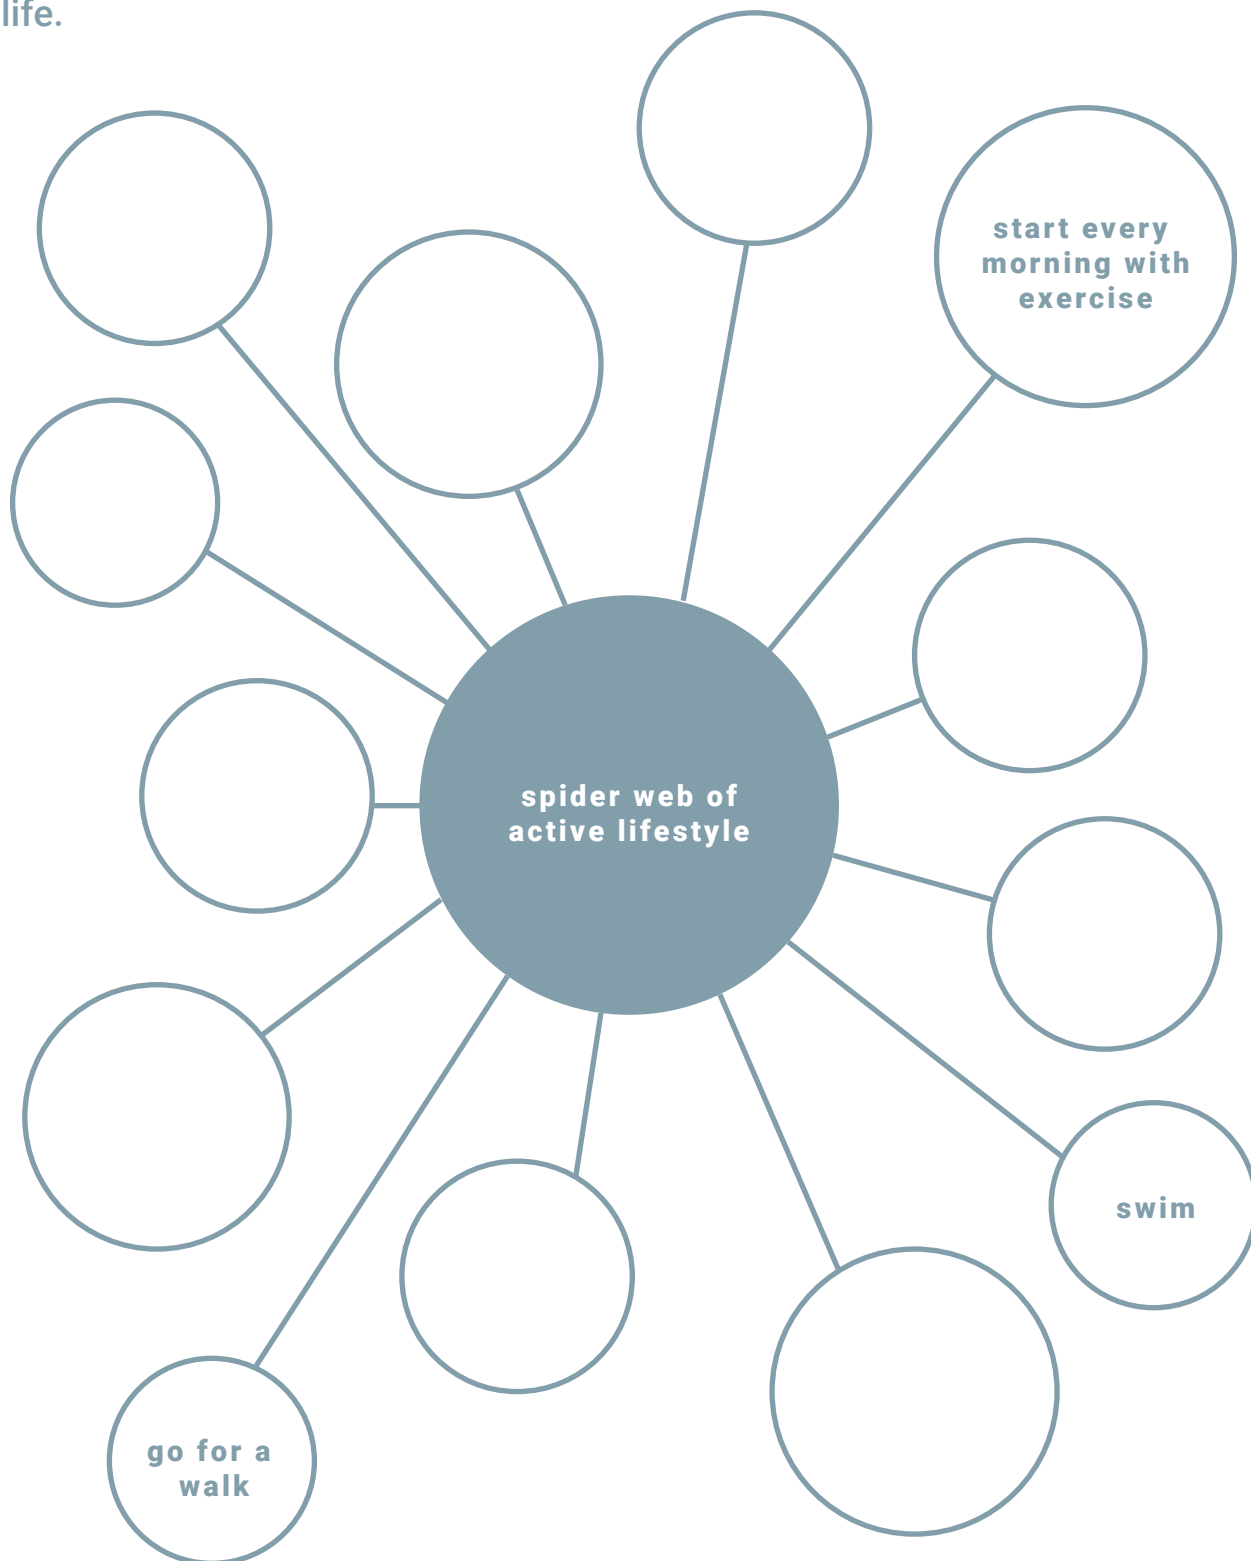 life.
start every
morning with
exercise
spider web of
active lifestyle
swim
go for a
walk